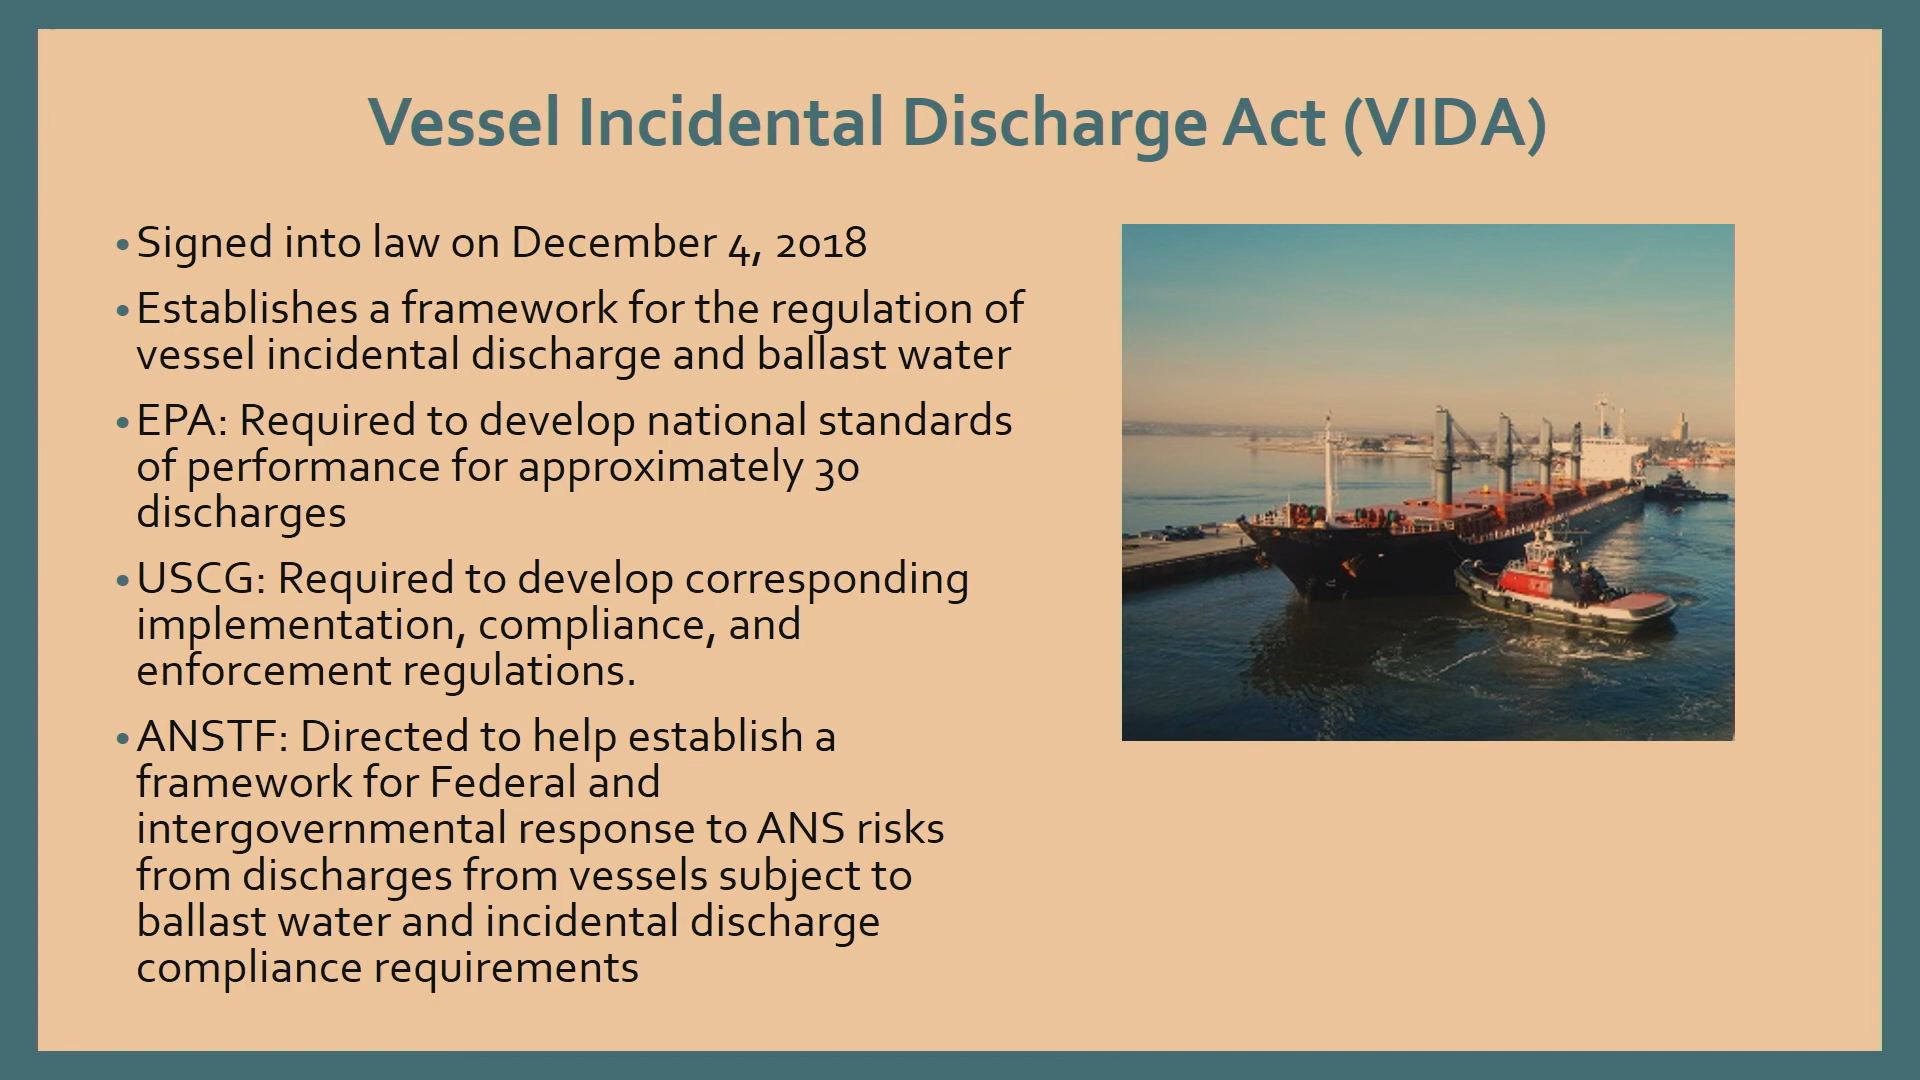 Vessel Incidental Discharge Act (VIDA)
•Signed into law on December 4, 2018
•Establishes a framework for the regulation of
vessel incidental discharge and ballast water
•EPA: Required to develop national standards
of performance for approximately 30
discharges
•USCG: Required to develop corresponding
implementation, compliance, and
enforcement regulations.
•ANSTF: Directed to help establish a
framework for Federal and
intergovernmental response to ANS risks
from discharges from vessels subject to
ballast water and incidental discharge
compliance requirements